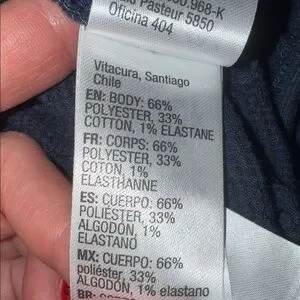 .968-K
Pasteur 5850
Oficina 404
Vitacura, Santiago
Chile
EN: BODY: 66%
POLYESTER, 33%
COTTON, 1% ELASTANE
FR: CORPS: 66%
POLYESTER, 33%
COTON, 1%
ELASTHANNE
ES: CUERPO: 66%
POLIÉSTER, 33%
ALGODÓN, 1%
ELASTANO
MX: CUERPO: 66%
poliéster, 33%
ALGODÓN, 1%
ELASTANO
BR: